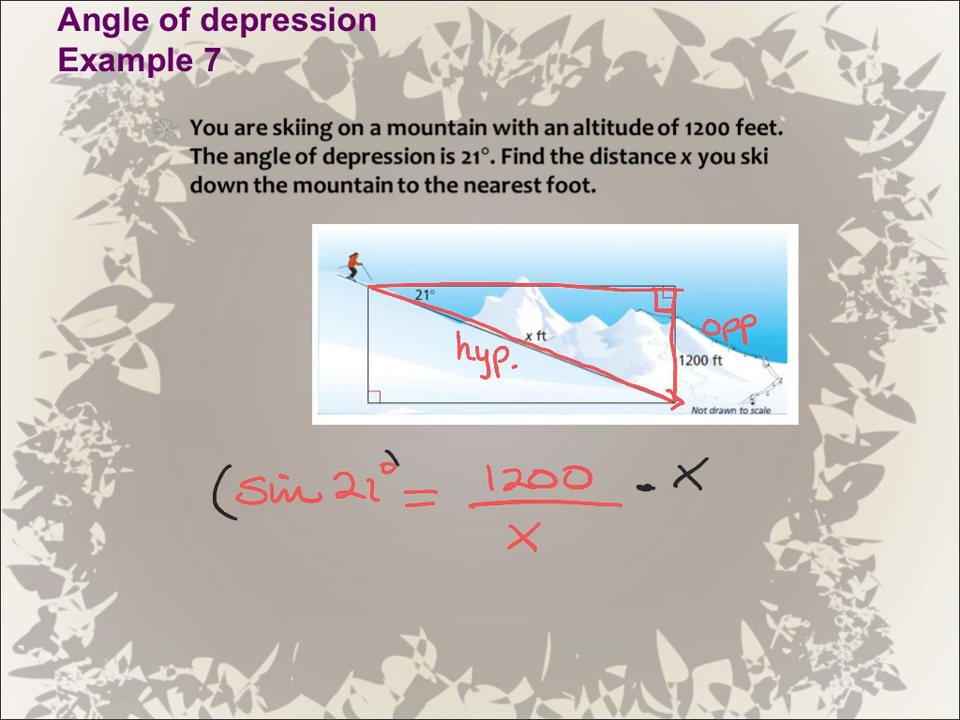 Angle of depression
Example 7
You are skiing on a mountain with an altitude of 1200 feet.
The angle of depression is 21°. Find the distance x you ski
down the mountain to the nearest foot.
21°
x ft
hyp.
opp
1200 ft
Not drawn to scale
(sin 21°) = 1200 / x · x